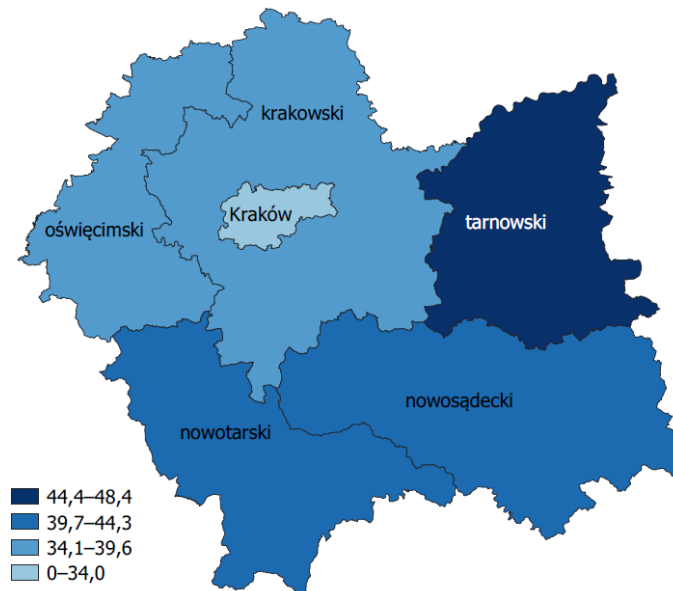 krakowski
Kraków
oświęcimski
tarnowski
nowosądecki
nowotarski
44,4–48,4
39,7–44,3
34,1–39,6
0–34,0